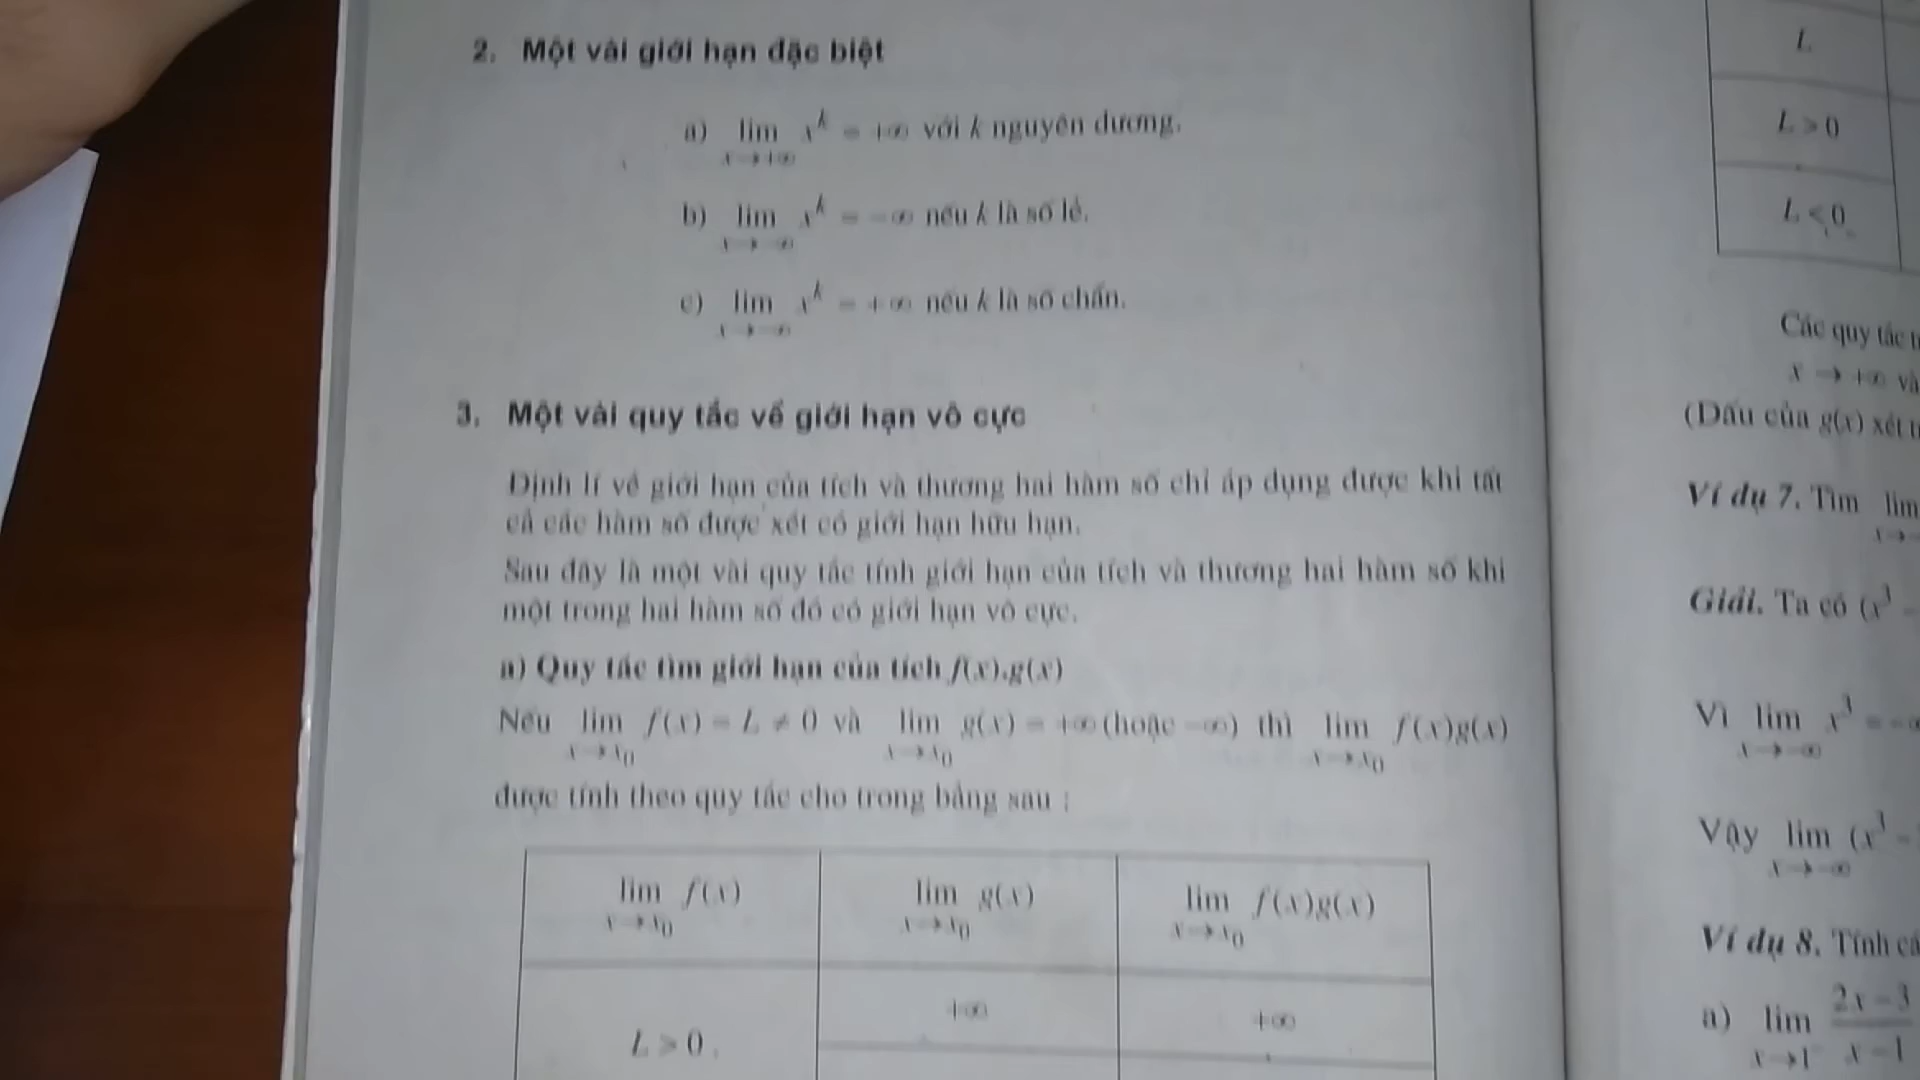 2. Một vài giới hạn đặc biệt
a) lim x^k = +∞ với k nguyên dương.
x→+∞
b) lim x^k = −∞ nếu k là số lẻ.
x→−∞
c) lim x^k = +∞ nếu k là số chẵn.
x→−∞
3. Một vài quy tắc về giới hạn vô cực
Định lí về giới hạn của tích và thương hai hàm số chỉ áp dụng được khi tất
cả các hàm số được xét có giới hạn hữu hạn.
Sau đây là một vài quy tắc tính giới hạn của tích và thương hai hàm số khi
một trong hai hàm số đó có giới hạn vô cực.
a) Quy tắc tìm giới hạn của tích f(x).g(x)
Nếu lim f(x) = L ≠ 0 và lim g(x) = +∞ (hoặc −∞) thì lim f(x)g(x)
x→x₀ x→x₀ x→x₀
được tính theo quy tắc cho trong bảng sau :
lim f(x) lim g(x) lim f(x)g(x)
x→x₀ x→x₀ x→x₀
L > 0 +∞ +∞
L
L > 0
L < 0
Các quy tắc
x → +∞ và
(Dấu của g(x) xét
Ví dụ 7. Tìm lim
x→−
Giải. Ta có (x³ −
Vì lim x³ = −∞
x→−∞
Vậy lim (x³ −
x→−∞
Ví dụ 8. Tính
a) lim 2x − 3
x→1⁻ x − 1